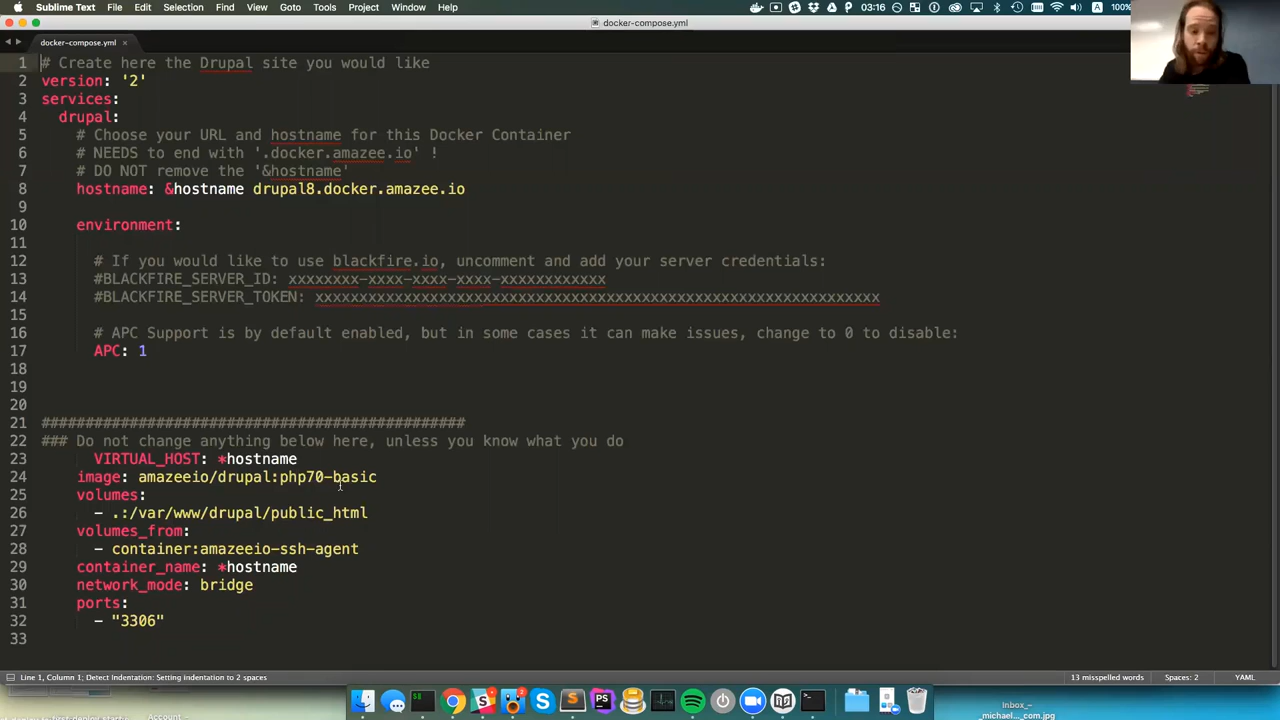 Sublime Text File Edit Selection Find View Goto Tools Project Window Help 03:16 100%
docker-compose.yml
docker-compose.yml ×
1 # Create here the Drupal site you would like
2 version: '2'
3 services:
4 drupal:
5 # Choose your URL and hostname for this Docker Container
6 # NEEDS to end with '.docker.amazee.io' !
7 # DO NOT remove the '&hostname'
8 hostname: &hostname drupal8.docker.amazee.io
9
10 environment:
11
12 # If you would like to use blackfire.io, uncomment and add your server credentials:
13 #BLACKFIRE_SERVER_ID: xxxxxxxx-xxxx-xxxx-xxxx-xxxxxxxxxxxx
14 #BLACKFIRE_SERVER_TOKEN: xxxxxxxxxxxxxxxxxxxxxxxxxxxxxxxxxxxxxxxxxxxxxxxxxxxxxxxxxxxxxxxx
15
16 # APC Support is by default enabled, but in some cases it can make issues, change to 0 to disable:
17 APC: 1
18
19
20
21 ################################################
22 ### Do not change anything below here, unless you know what you do
23 VIRTUAL_HOST: *hostname
24 image: amazeeio/drupal:php70-basic
25 volumes:
26 - .:/var/www/drupal/public_html
27 volumes_from:
28 - container:amazeeio-ssh-agent
29 container_name: *hostname
30 network_mode: bridge
31 ports:
32 - "3306"
33
Line 1, Column 1; Detect Indentation: Setting indentation to 2 spaces 13 misspelled words Spaces: 2 YAML
Inbox_–
_michael..._com.jpg